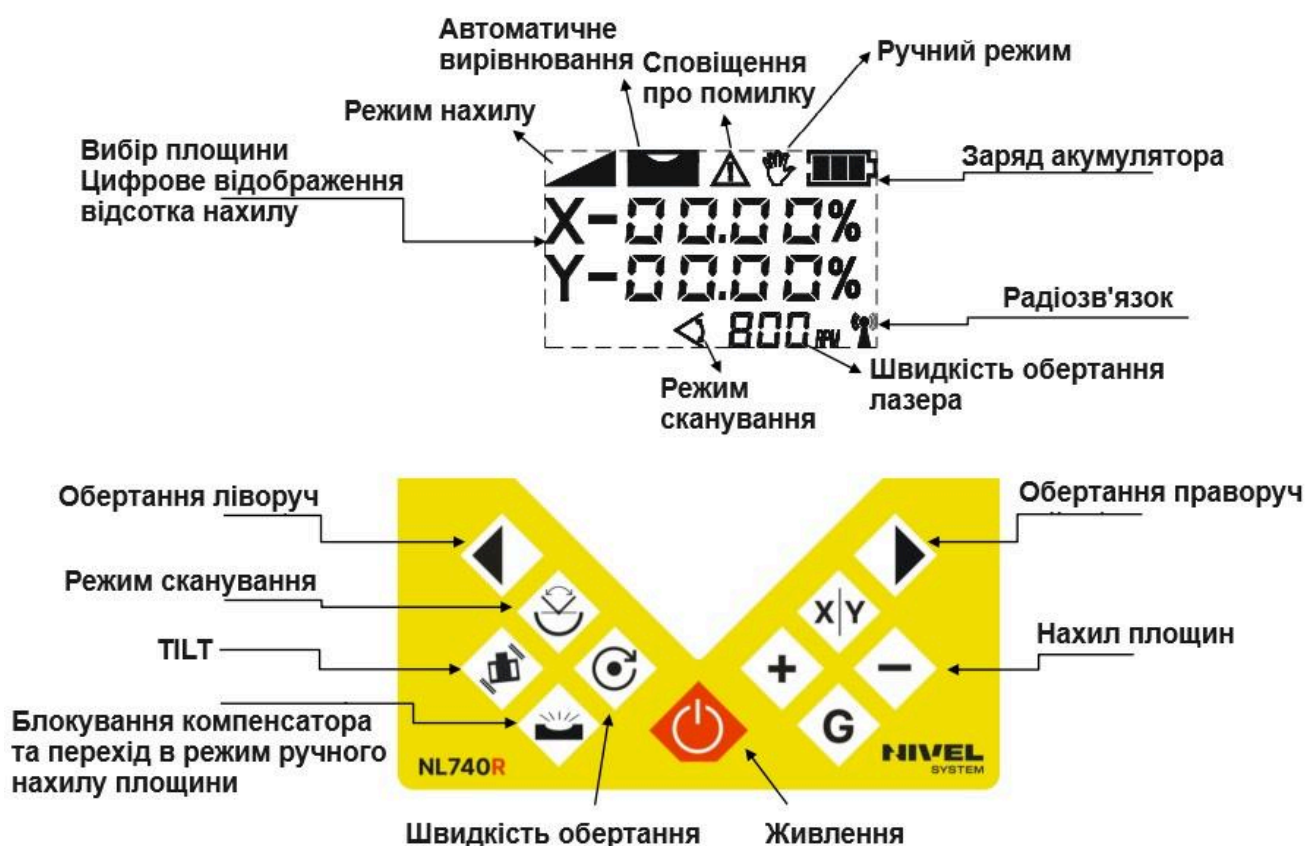 Автоматичне
вирівнювання
Сповіщення
про помилку
Ручний режим
Режим нахилу
Вибір площини
Цифрове відображення
відсотка нахилу
Заряд акумулятора
X-00.00%
Y-00.00%
800 RPM
Радіозв'язок
Режим
сканування
Швидкість обертання
лазера
Обертання ліворуч
Обертання праворуч
Режим сканування
X|Y
TILT
Нахил площин
+
−
G
Блокування компенсатора
та перехід в режим ручного
нахилу площини
NL740R
NIVEL
SYSTEM
Швидкість обертання
Живлення